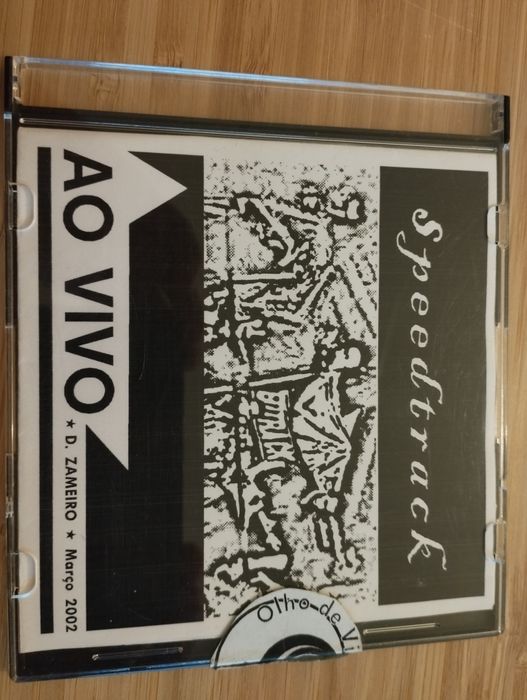 Speedtrack
AO VIVO
★ D. ZAMEIRO ★ Março 2002